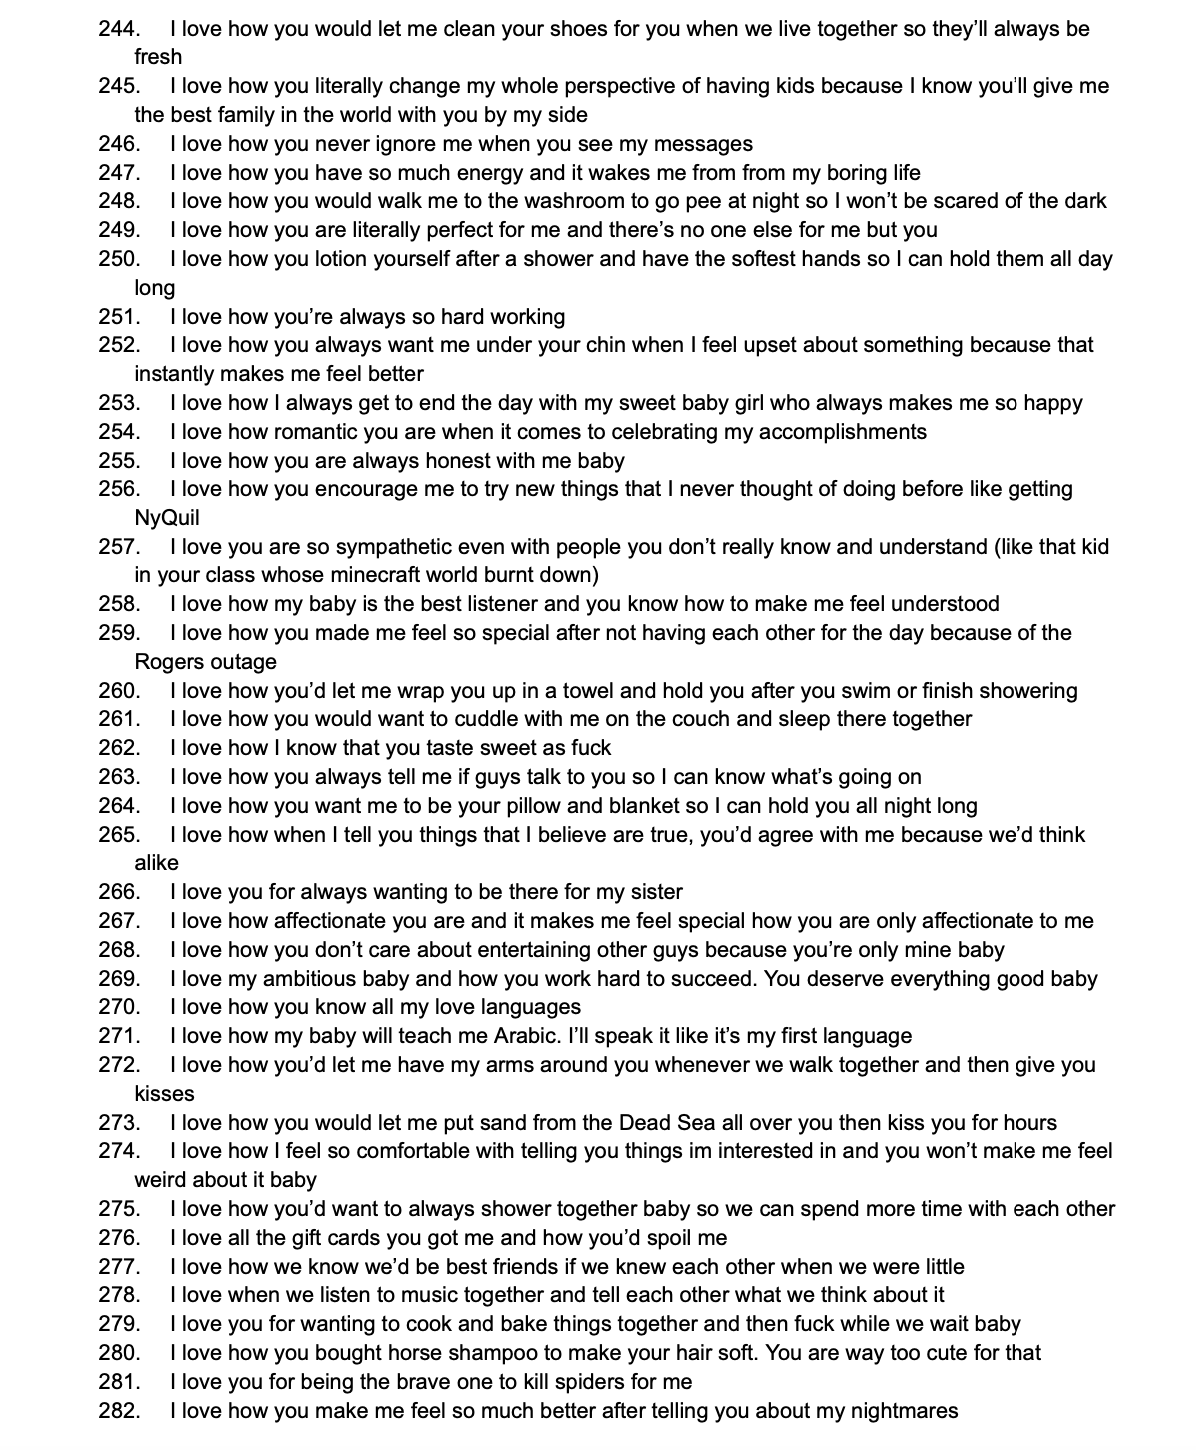 244. I love how you would let me clean your shoes for you when we live together so they’ll always be
fresh
245. I love how you literally change my whole perspective of having kids because I know you’ll give me
the best family in the world with you by my side
246. I love how you never ignore me when you see my messages
247. I love how you have so much energy and it wakes me from from my boring life
248. I love how you would walk me to the washroom to go pee at night so I won’t be scared of the dark
249. I love how you are literally perfect for me and there’s no one else for me but you
250. I love how you lotion yourself after a shower and have the softest hands so I can hold them all day
long
251. I love how you’re always so hard working
252. I love how you always want me under your chin when I feel upset about something because that
instantly makes me feel better
253. I love how I always get to end the day with my sweet baby girl who always makes me so happy
254. I love how romantic you are when it comes to celebrating my accomplishments
255. I love how you are always honest with me baby
256. I love how you encourage me to try new things that I never thought of doing before like getting
NyQuil
257. I love you are so sympathetic even with people you don’t really know and understand (like that kid
in your class whose minecraft world burnt down)
258. I love how my baby is the best listener and you know how to make me feel understood
259. I love how you made me feel so special after not having each other for the day because of the
Rogers outage
260. I love how you’d let me wrap you up in a towel and hold you after you swim or finish showering
261. I love how you would want to cuddle with me on the couch and sleep there together
262. I love how I know that you taste sweet as fuck
263. I love how you always tell me if guys talk to you so I can know what’s going on
264. I love how you want me to be your pillow and blanket so I can hold you all night long
265. I love how when I tell you things that I believe are true, you’d agree with me because we’d think
alike
266. I love you for always wanting to be there for my sister
267. I love how affectionate you are and it makes me feel special how you are only affectionate to me
268. I love how you don’t care about entertaining other guys because you’re only mine baby
269. I love my ambitious baby and how you work hard to succeed. You deserve everything good baby
270. I love how you know all my love languages
271. I love how my baby will teach me Arabic. I’ll speak it like it’s my first language
272. I love how you’d let me have my arms around you whenever we walk together and then give you
kisses
273. I love how you would let me put sand from the Dead Sea all over you then kiss you for hours
274. I love how I feel so comfortable with telling you things im interested in and you won’t make me feel
weird about it baby
275. I love how you’d want to always shower together baby so we can spend more time with each other
276. I love all the gift cards you got me and how you’d spoil me
277. I love how we know we’d be best friends if we knew each other when we were little
278. I love when we listen to music together and tell each other what we think about it
279. I love you for wanting to cook and bake things together and then fuck while we wait baby
280. I love how you bought horse shampoo to make your hair soft. You are way too cute for that
281. I love you for being the brave one to kill spiders for me
282. I love how you make me feel so much better after telling you about my nightmares